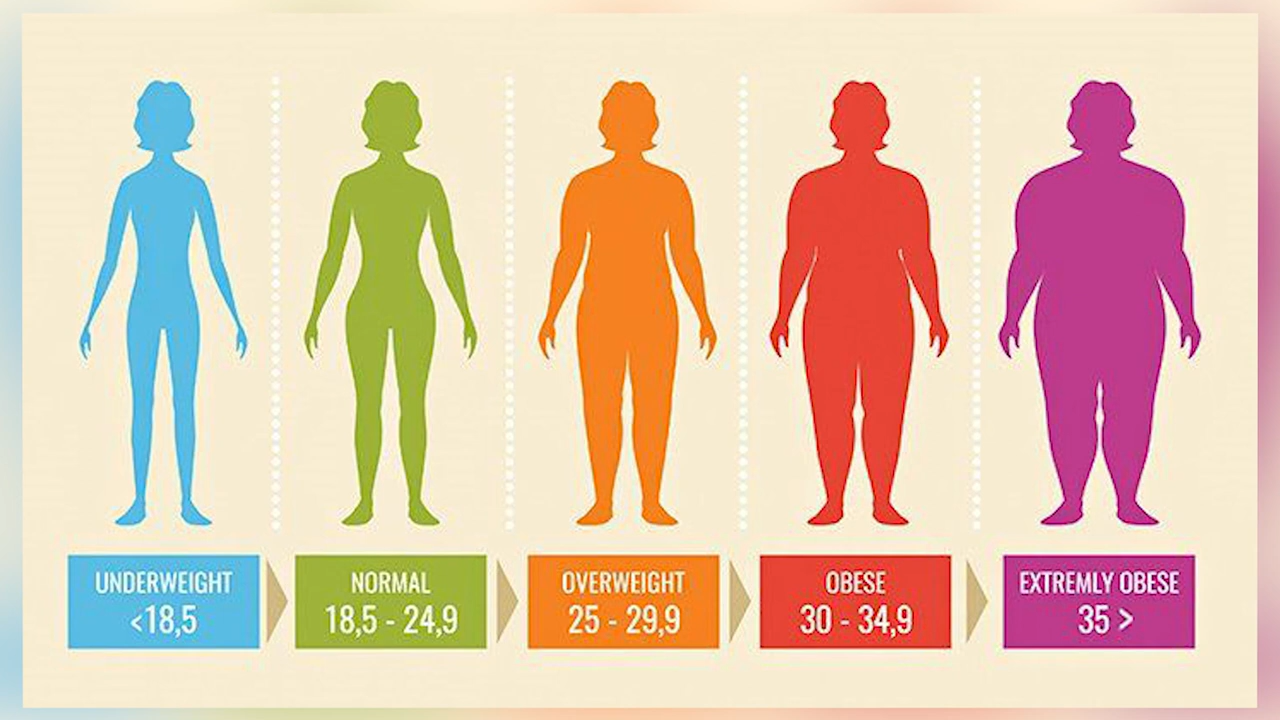 UNDERWEIGHT
<18,5
NORMAL
18,5 - 24,9
OVERWEIGHT
25 - 29,9
OBESE
30 - 34,9
EXTREMLY OBESE
35 >